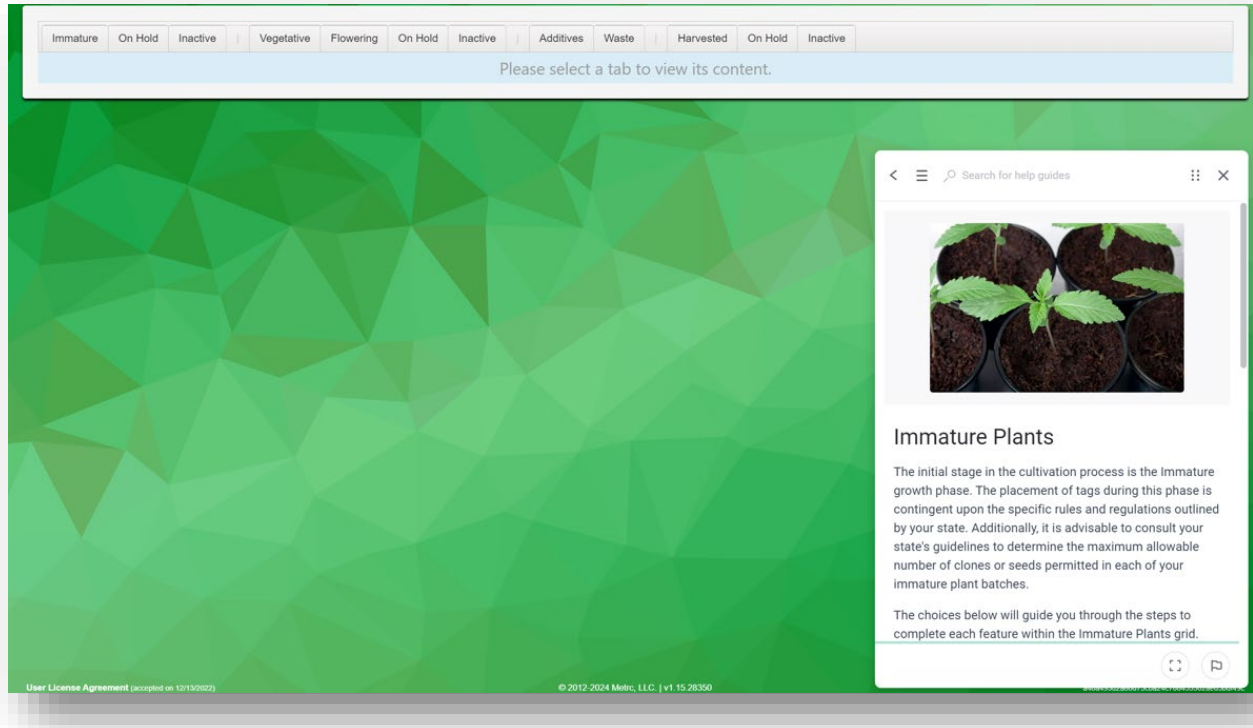 Immature On Hold Inactive | Vegetative Flowering On Hold Inactive | Additives Waste | Harvested On Hold Inactive
Please select a tab to view its content.
Search for help guides
Immature Plants
The initial stage in the cultivation process is the Immature
growth phase. The placement of tags during this phase is
contingent upon the specific rules and regulations outlined
by your state. Additionally, it is advisable to consult your
state's guidelines to determine the maximum allowable
number of clones or seeds permitted in each of your
immature plant batches.
The choices below will guide you through the steps to
complete each feature within the Immature Plants grid.
User License Agreement (accepted on 12/13/2022)
© 2012-2024 Metrc, LLC. | v1.15.28350